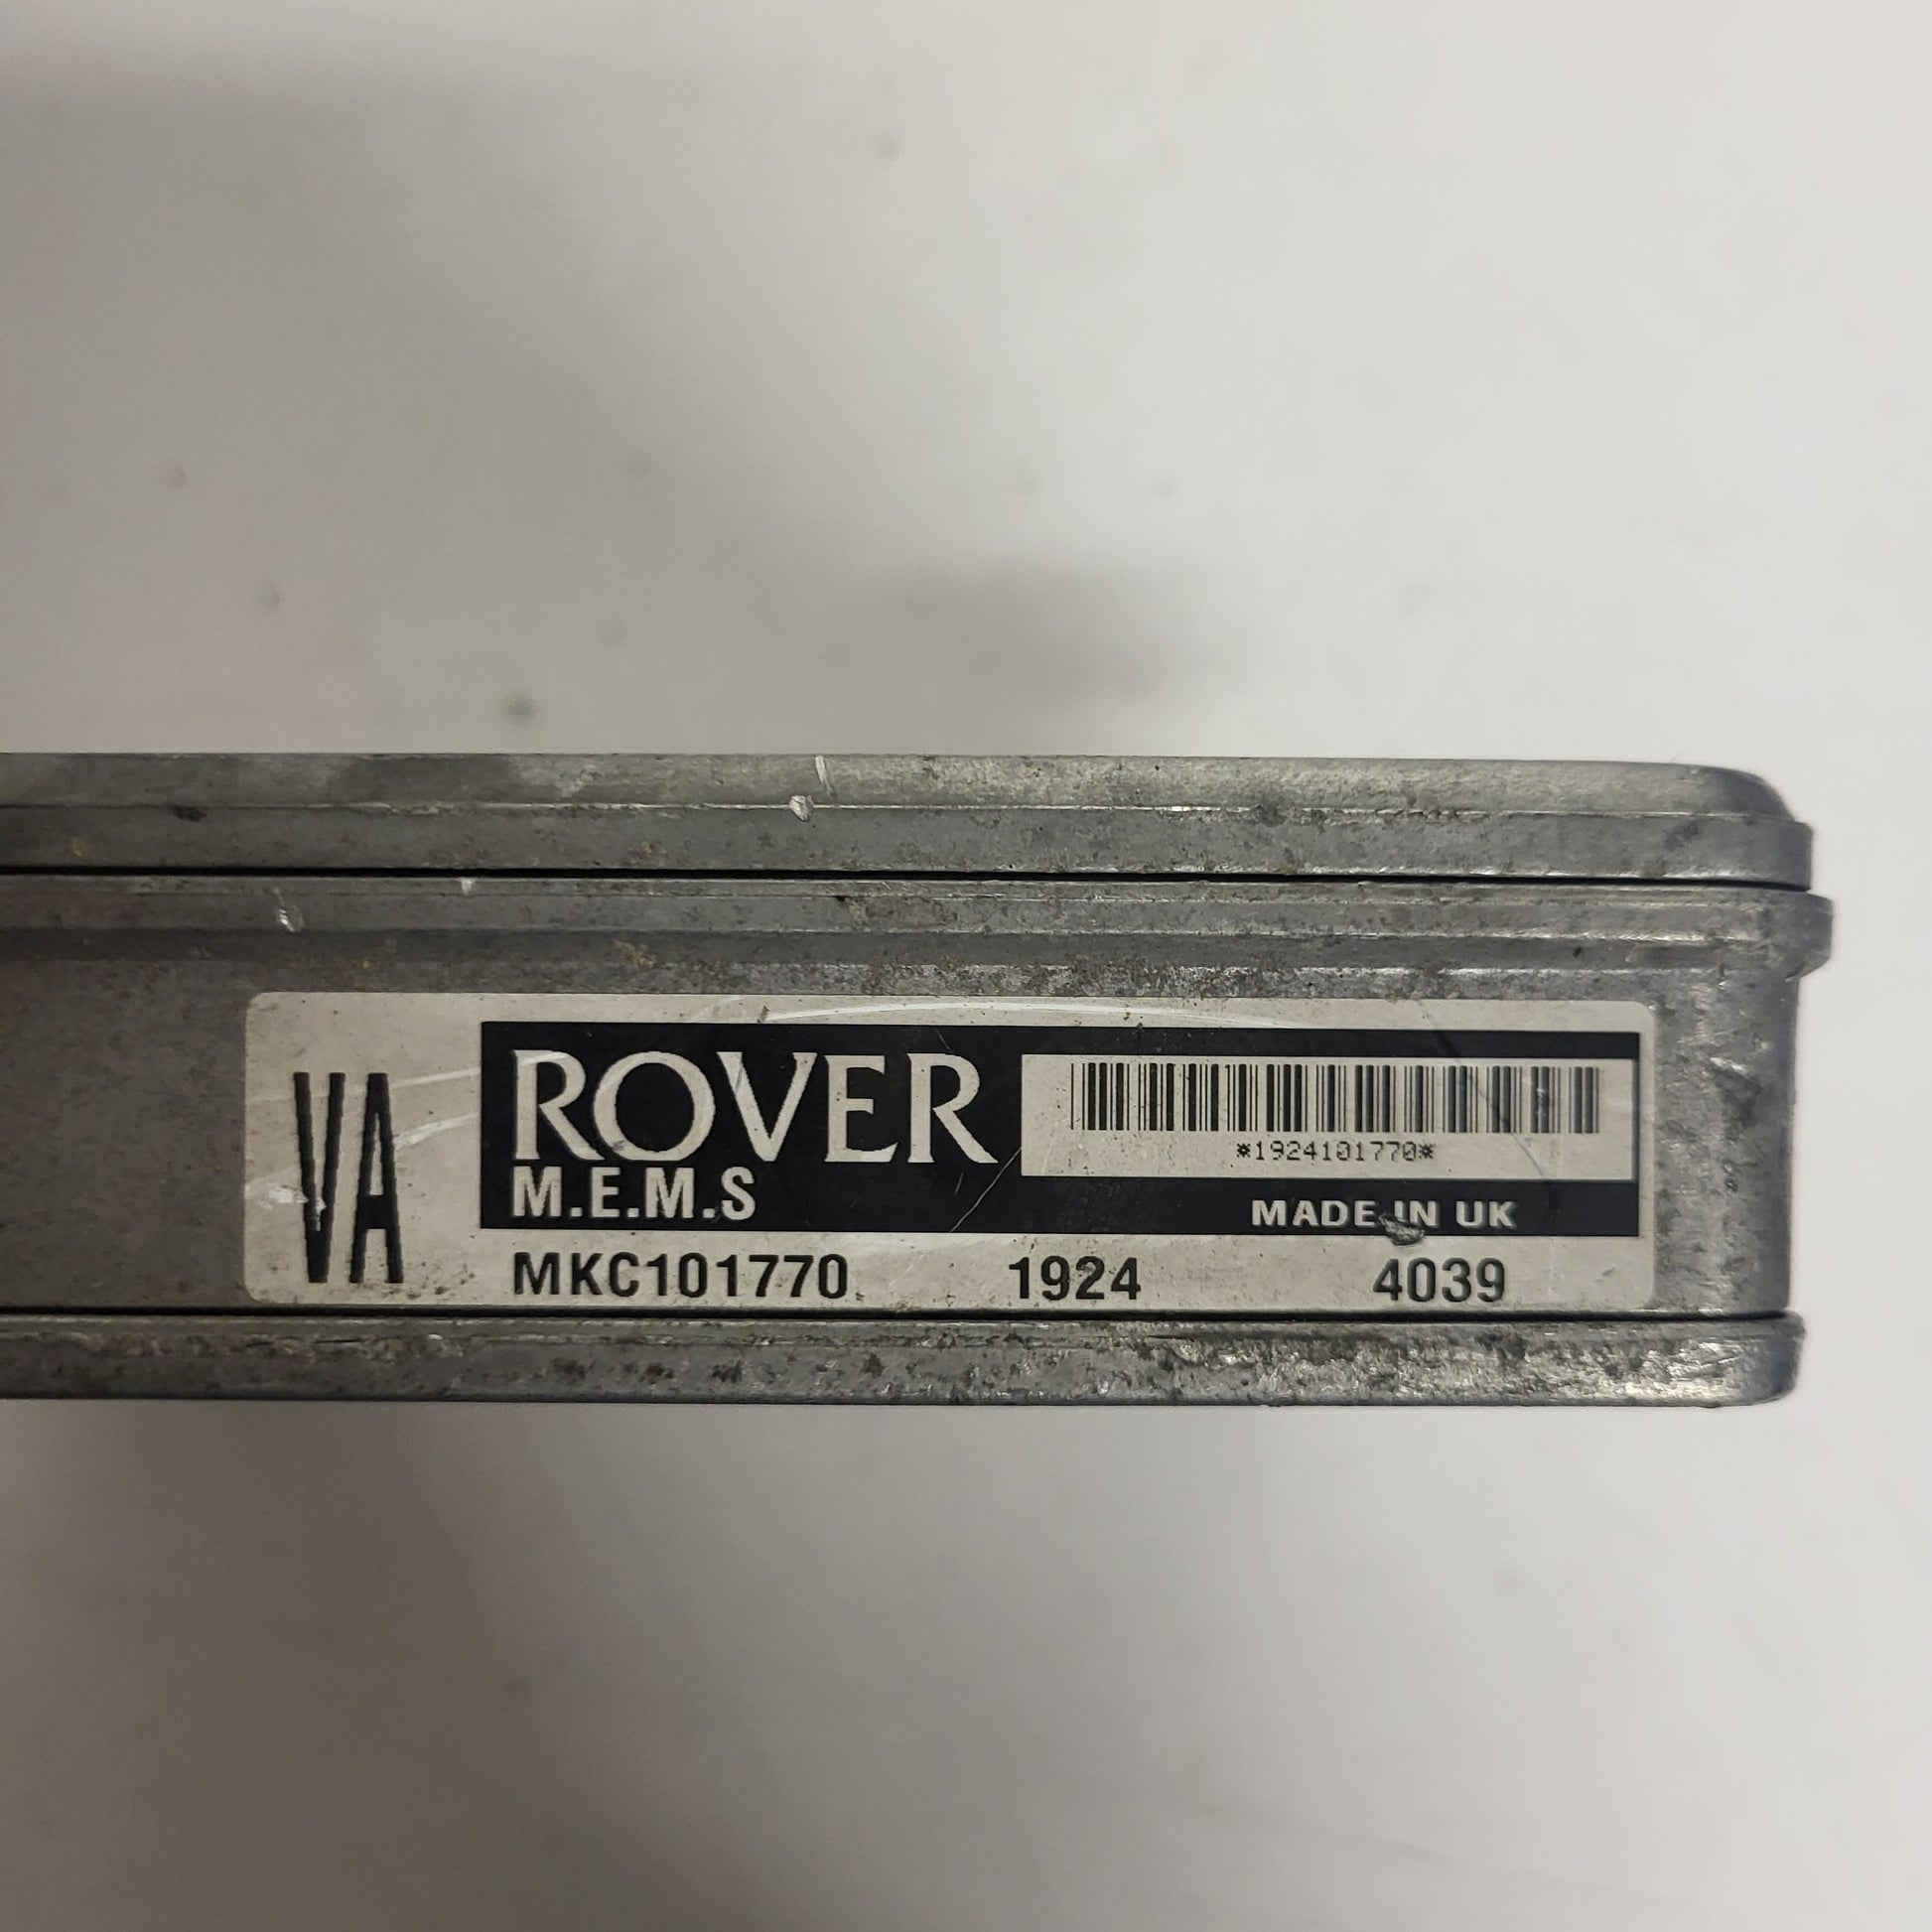 VA
ROVER
M.E.M.S
*1924101770*
MADE IN UK
MKC101770 1924 4039